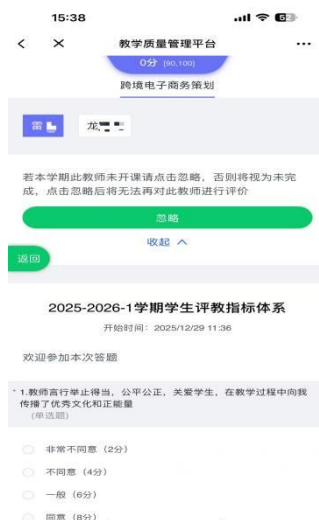 15:38
教学质量管理平台
0分 [90,100]
跨境电子商务策划
雷
龙
若本学期此教师未开课请点击忽略，否则将视为未完
成，点击忽略后将无法再对此教师进行评价
忽略
收起
返回
2025-2026-1学期学生评教指标体系
开始时间：2025/12/29 11:36
欢迎参加本次答题
* 1.教师言行举止得当，公平公正，关爱学生，在教学过程中向我
传播了优秀文化和正能量
(单选题)
非常不同意（2分）
不同意（4分）
一般（6分）
同意（8分）